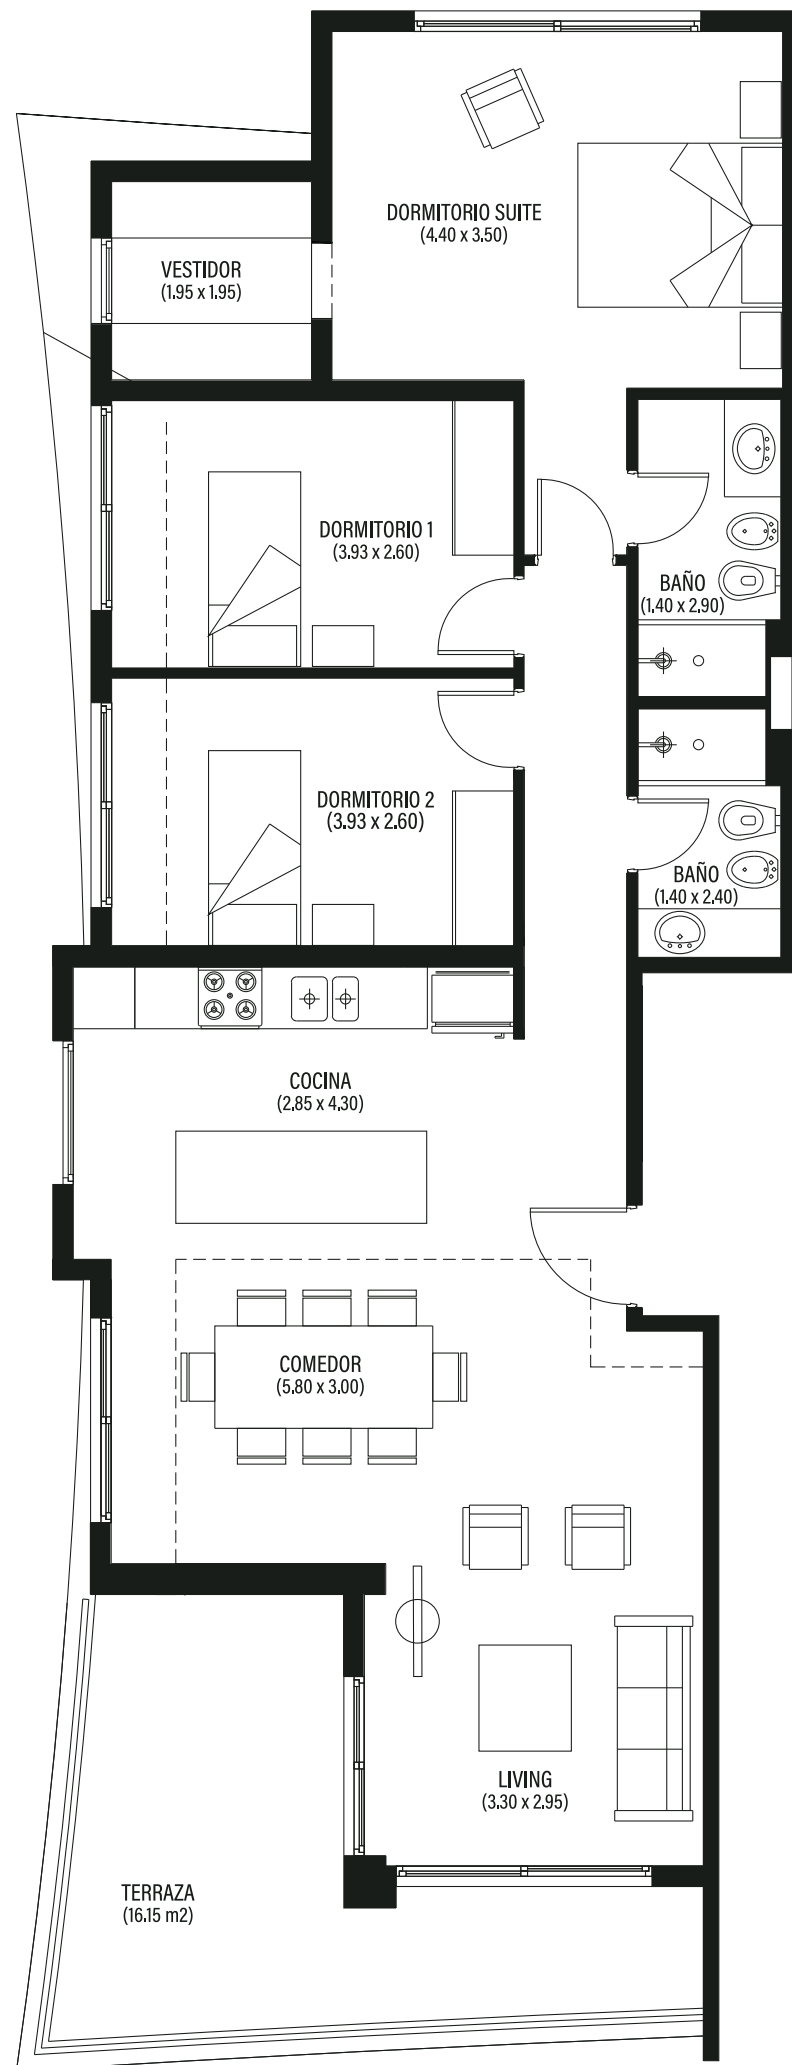 DORMITORIO SUITE
(4.40 x 3.50)
VESTIDOR
(1.95 x 1.95)
DORMITORIO 1
(3.93 x 2.60)
BAÑO
(1.40 x 2.90)
DORMITORIO 2
(3.93 x 2.60)
BAÑO
(1.40 x 2.40)
COCINA
(2.85 x 4.30)
COMEDOR
(5.80 x 3.00)
LIVING
(3.30 x 2.95)
TERRAZA
(16.15 m2)